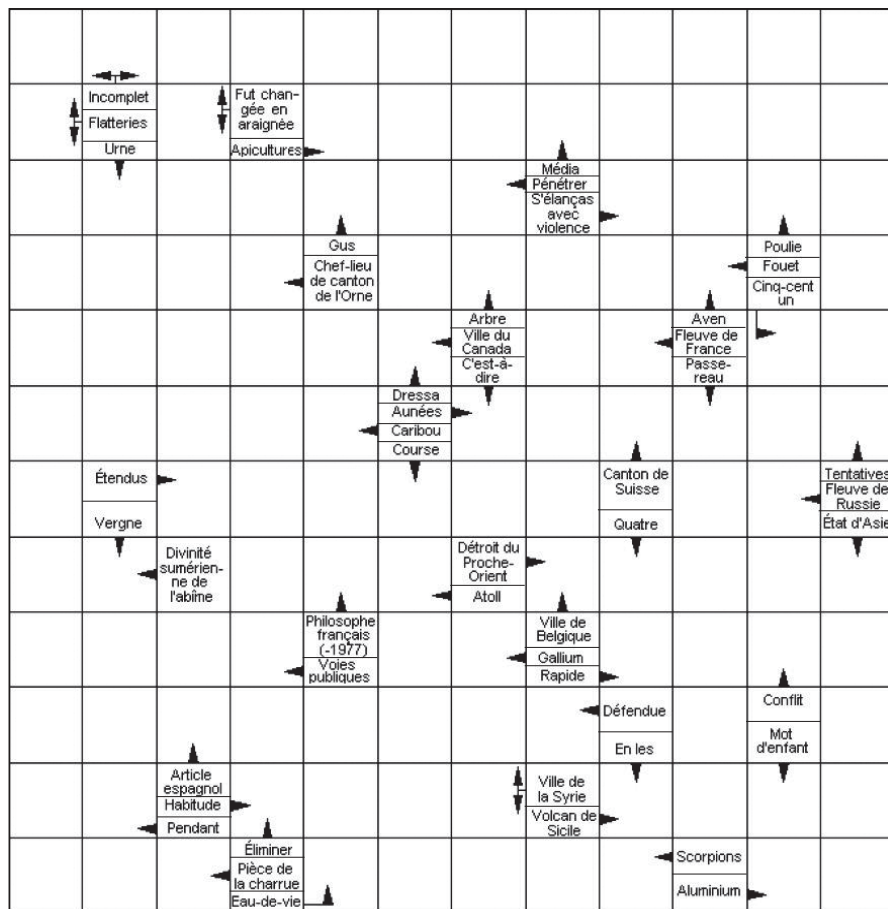 Incomplet
Flatteries
Urne
Fut chan-
gée en
araignée
Apicultures
Média
Pénétrer
S'élanças
avec
violence
Gus
Chef-lieu
de canton
de l'Orne
Poulie
Fouet
Cinq-cent
un
Arbre
Ville du
Canada
C'est-à-
dire
Aven
Fleuve de
France
Passe-
reau
Dressa
Aunées
Caribou
Course
Étendus
Vergne
Canton de
Suisse
Quatre
Tentatives
Fleuve de
Russie
État d'Asie
Divinité
sumérien-
ne de
l'abîme
Détroit du
Proche-
Orient
Atoll
Philosophe
français
(-1977)
Voies
publiques
Ville de
Belgique
Gallium
Rapide
Défendue
En les
Conflit
Mot
d'enfant
Article
espagnol
Habitude
Pendant
Ville de
la Syrie
Volcan de
Sicile
Éliminer
Pièce de
la charrue
Eau-de-vie
Scorpions
Aluminium